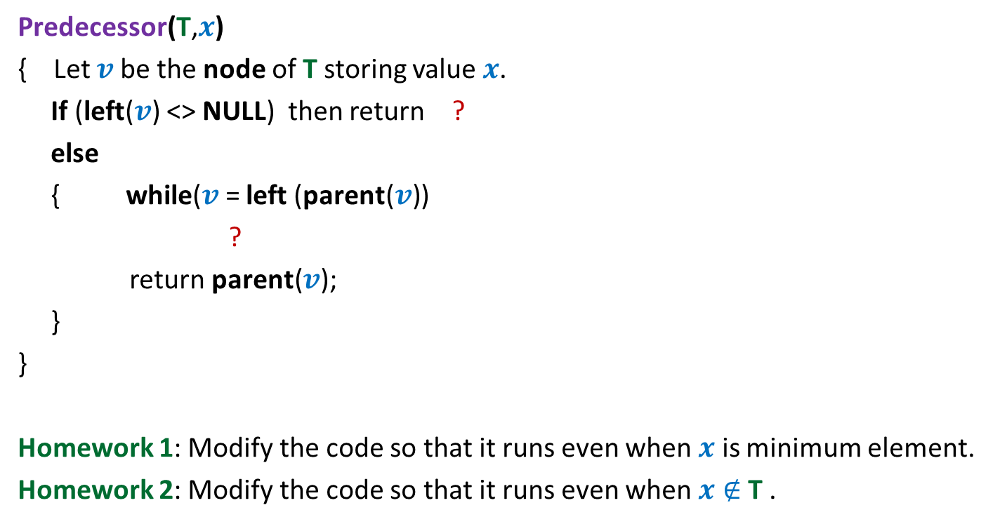 Predecessor(T,x)
{ Let v be the node of T storing value x.
If (left(v) <> NULL) then return ?
else
{ while(v = left (parent(v))
?
return parent(v);
}
}
Homework 1: Modify the code so that it runs even when x is minimum element.
Homework 2: Modify the code so that it runs even when x ∉ T .